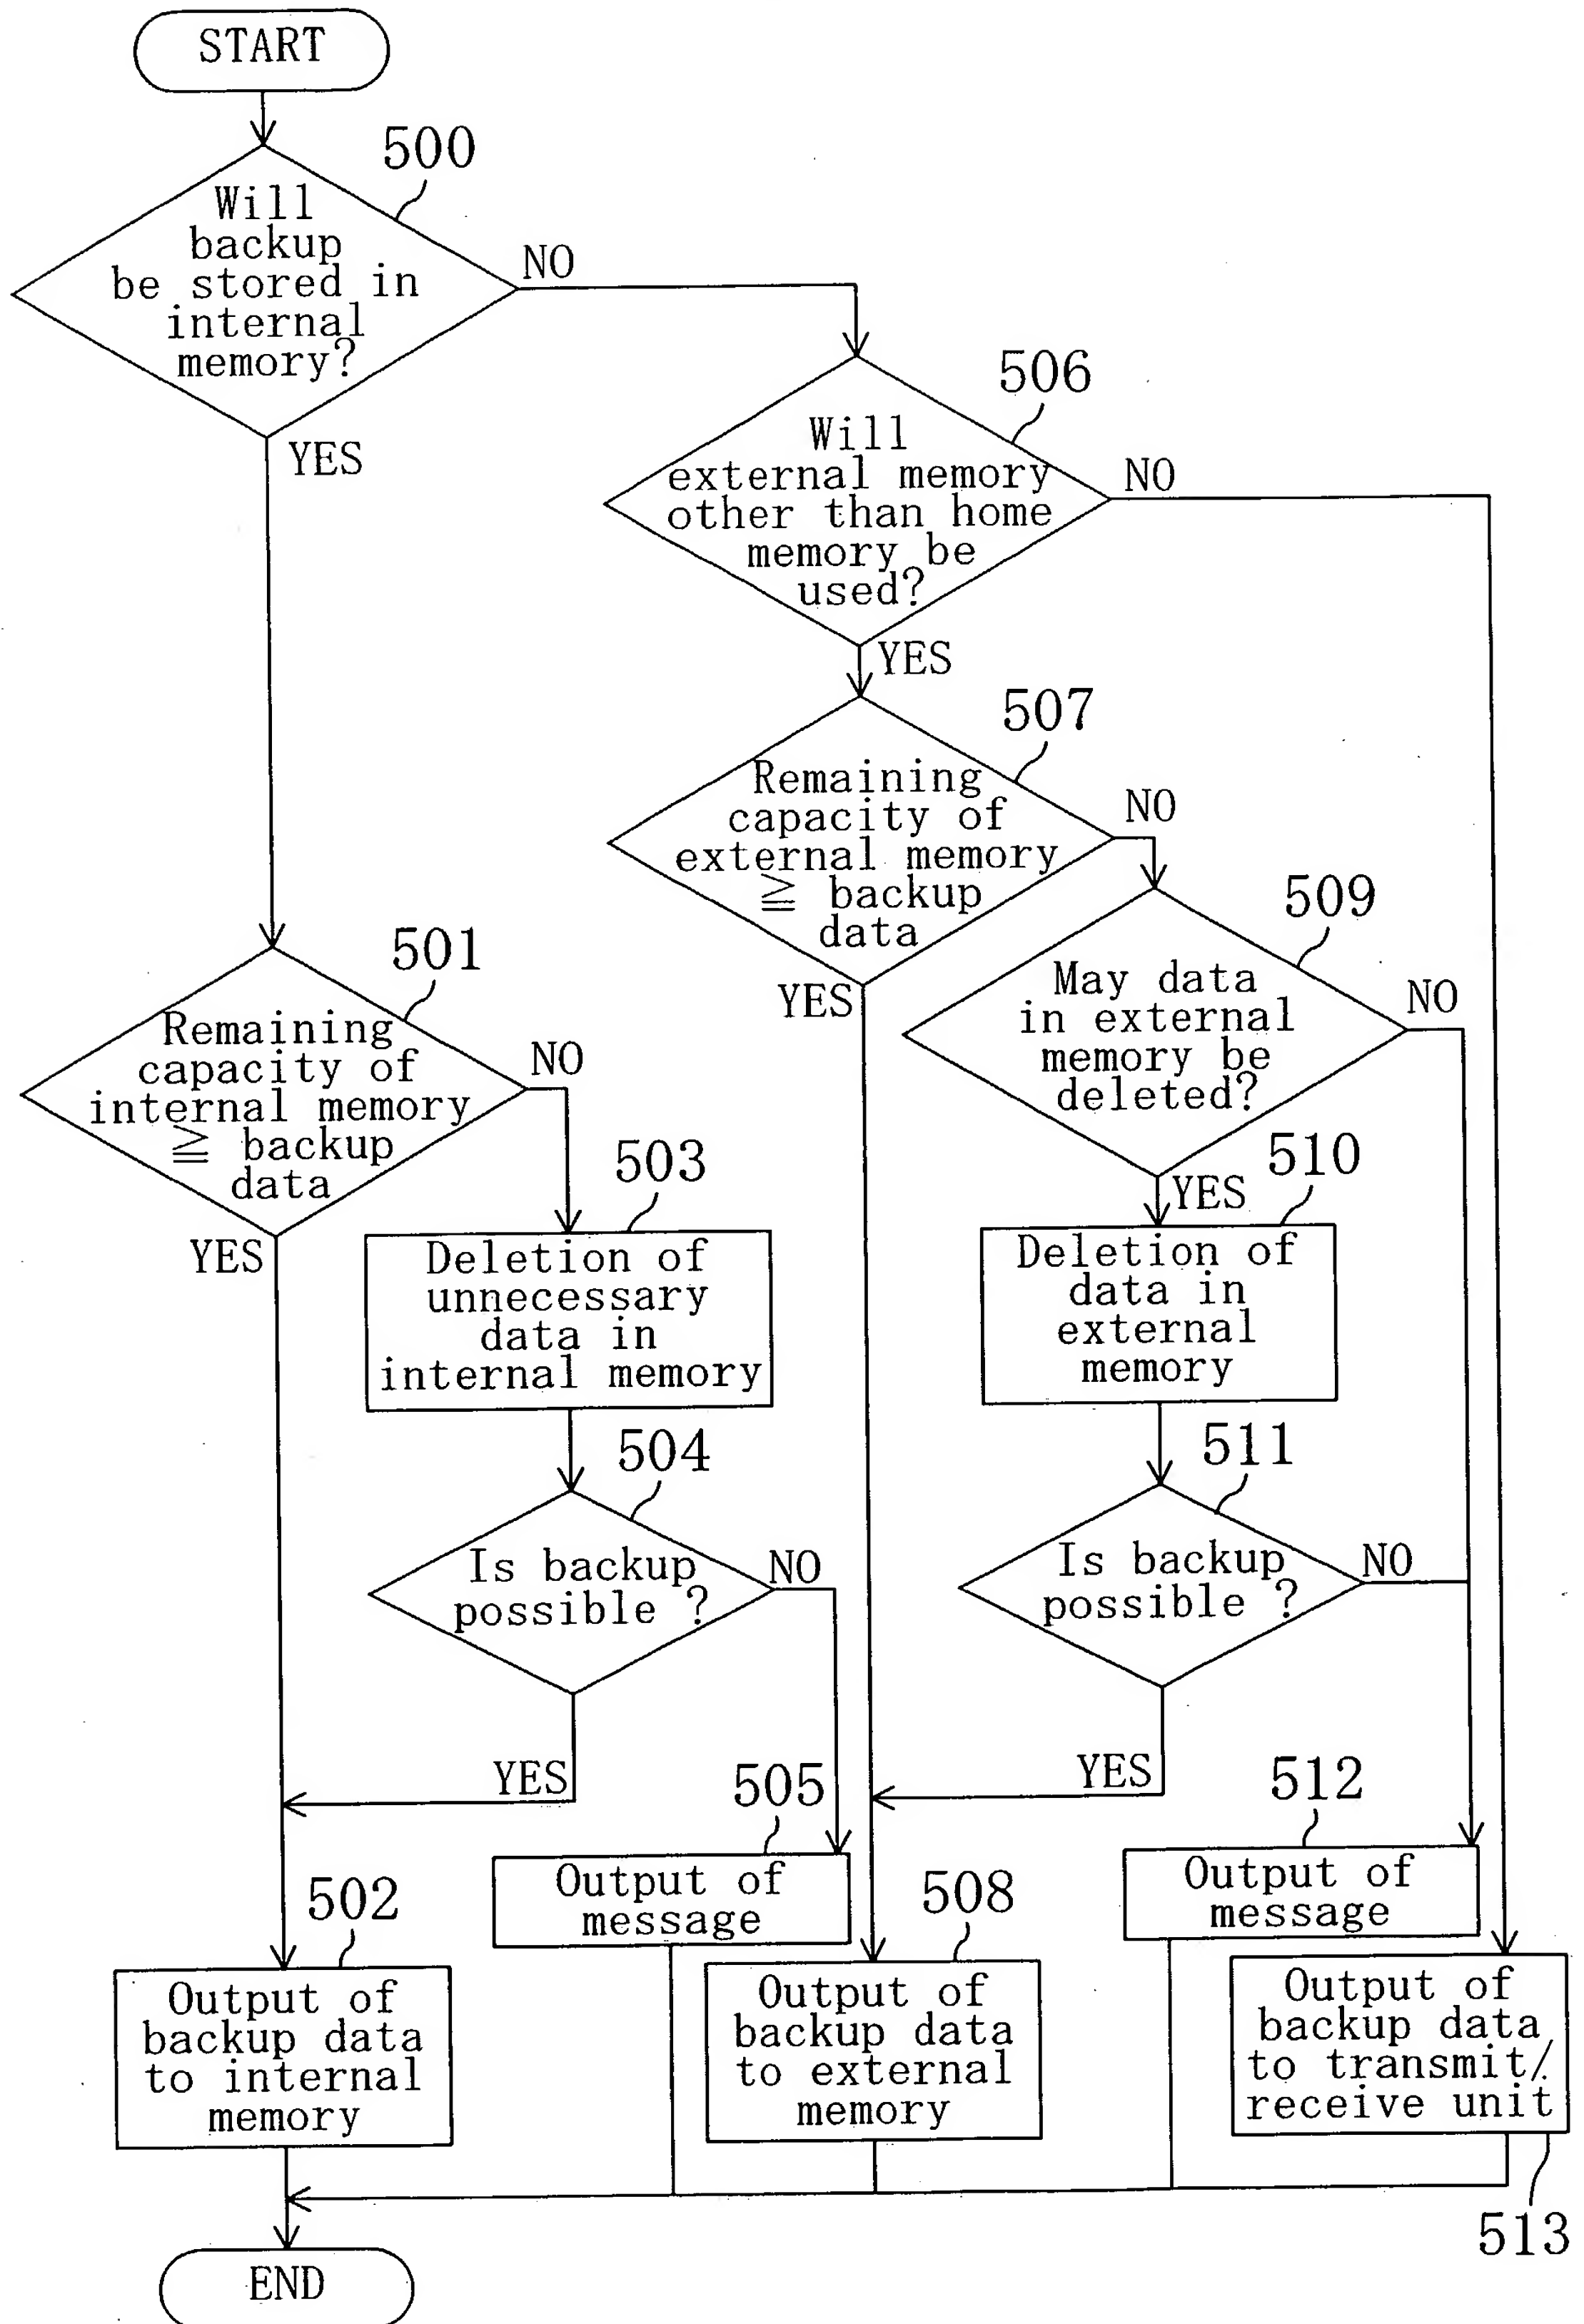 START
500
Will
backup
be stored in
internal
memory?
NO
YES
506
Will
external memory
other than home
memory be
used?
NO
YES
507
Remaining
capacity of
external memory
≧ backup
data
NO
YES
509
May data
in external
memory be
deleted?
NO
YES
501
Remaining
capacity of
internal memory
≧ backup
data
NO
YES
503
Deletion of
unnecessary
data in
internal memory
510
Deletion of
data in
external
memory
504
Is backup
possible ?
NO
YES
511
Is backup
possible ?
NO
YES
505
Output of
message
512
Output of
message
502
Output of
backup data
to internal
memory
508
Output of
backup data
to external
memory
Output of
backup data
to transmit/
receive unit
513
END